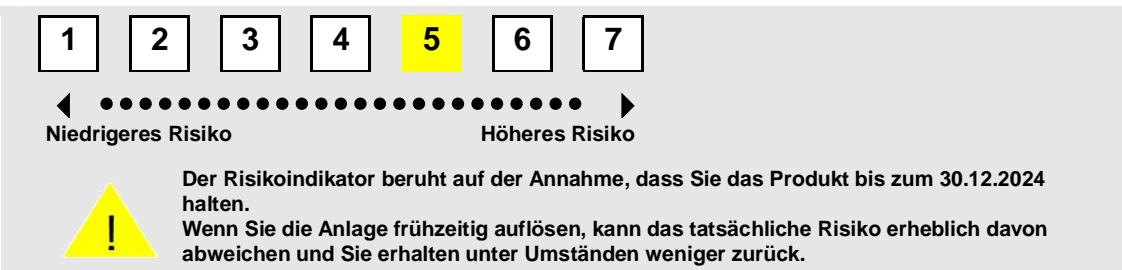 1 2 3 4 5 6 7
Niedrigeres Risiko Höheres Risiko
Der Risikoindikator beruht auf der Annahme, dass Sie das Produkt bis zum 30.12.2024
halten.
Wenn Sie die Anlage frühzeitig auflösen, kann das tatsächliche Risiko erheblich davon
abweichen und Sie erhalten unter Umständen weniger zurück.
!